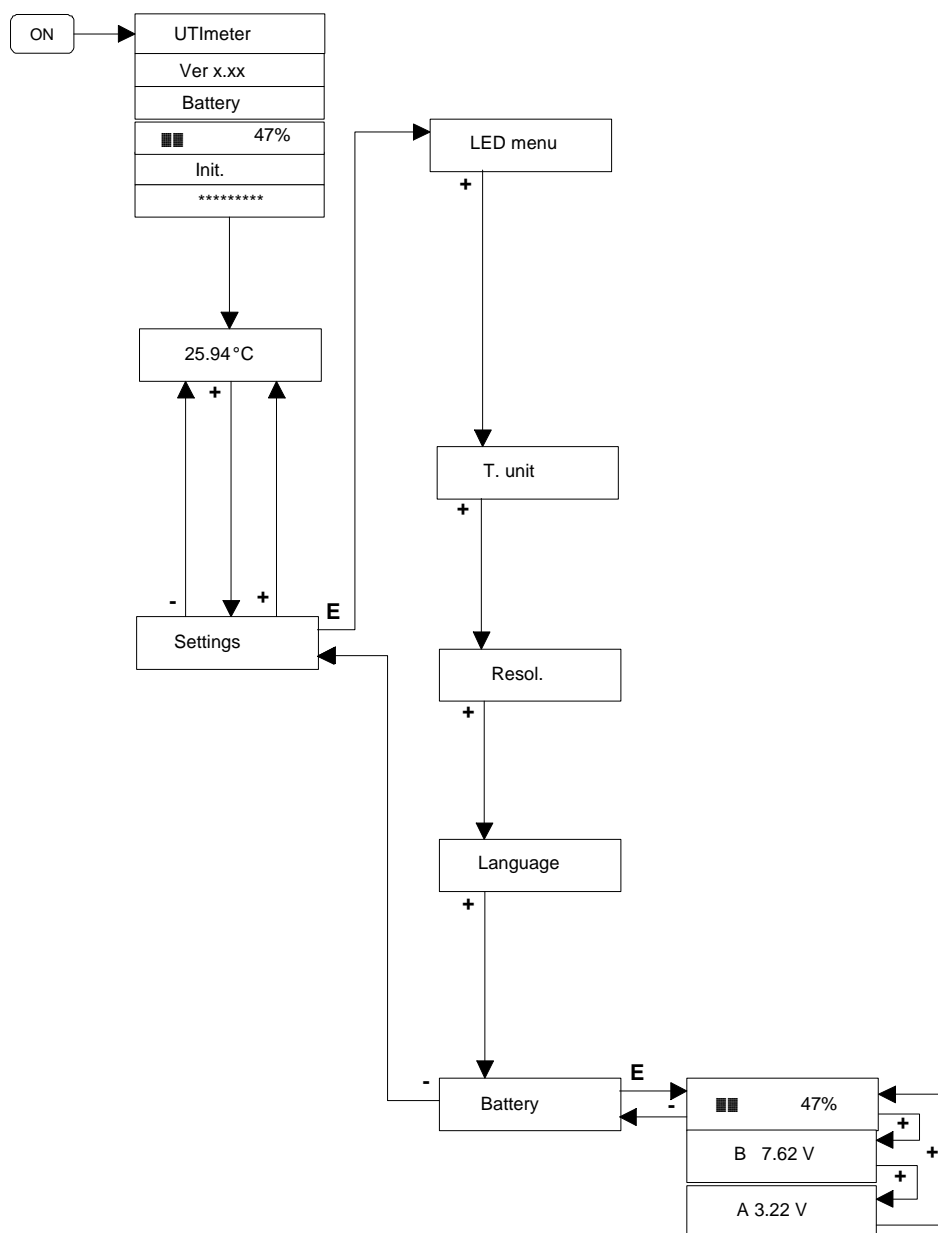 ON
UTImeter
Ver x.xx
Battery
47%
Init.
*********
LED menu
+
25.94°C
+
T. unit
+
-
+
E
Settings
Resol.
+
Language
+
-
Battery
E
-
47%
+
B 7.62 V
+
+
A 3.22 V